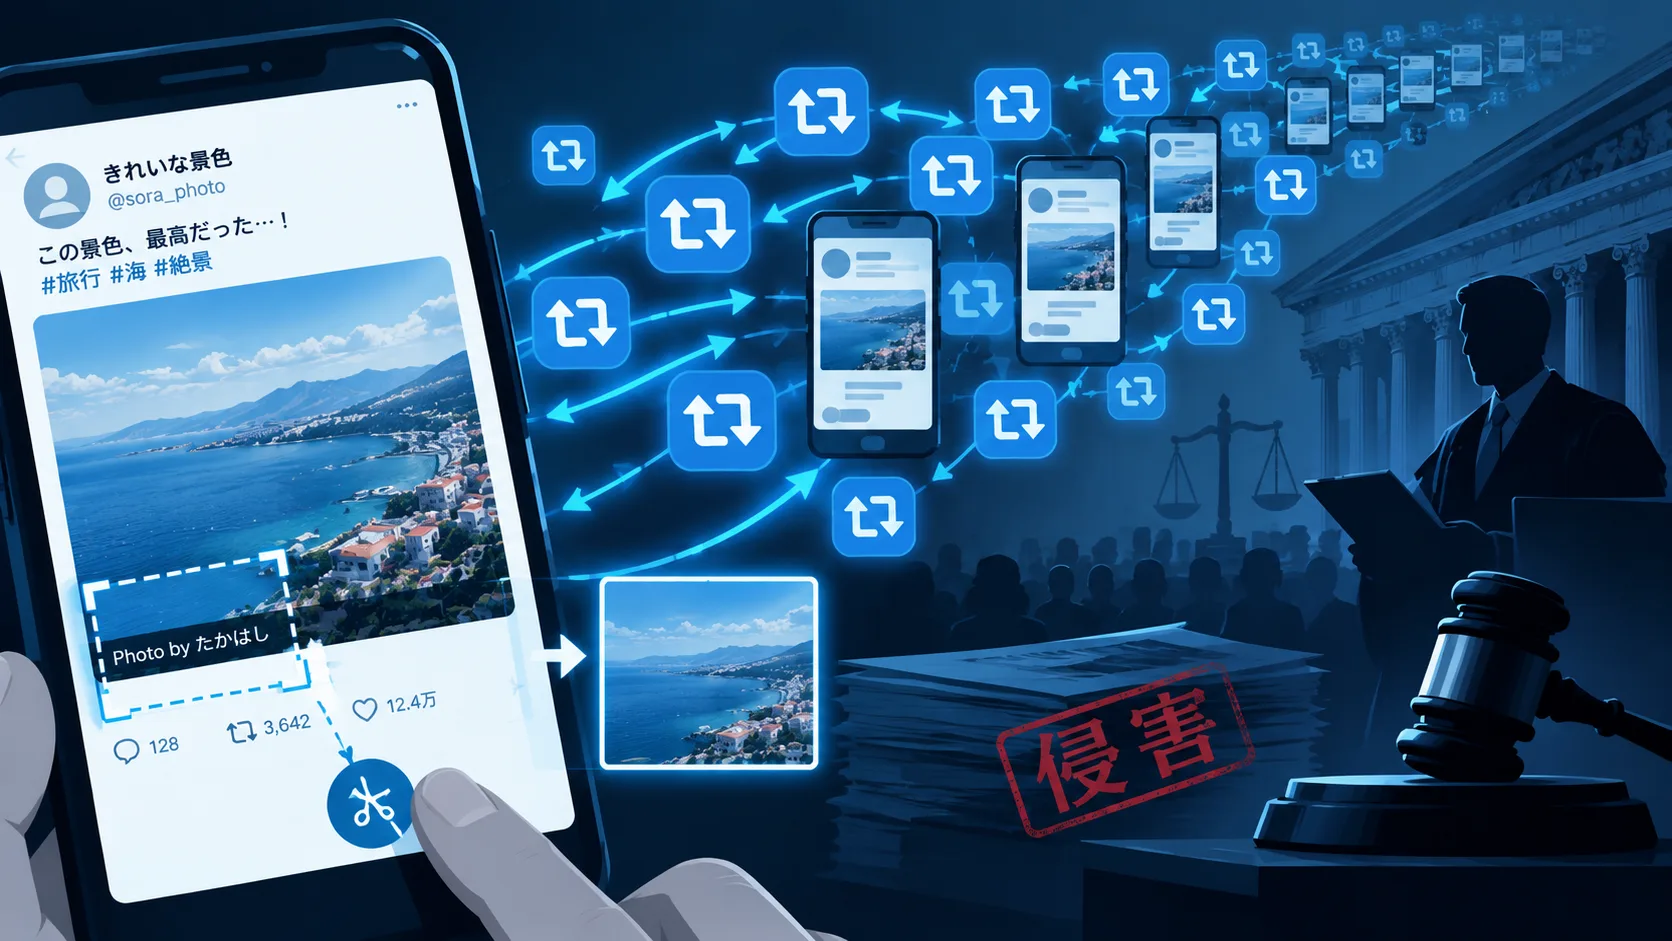 きれいな景色
@sora_photo
この景色、最高だった…！
#旅行 #海 #絶景
Photo by たかはし
128
3,642
12.4万
侵害